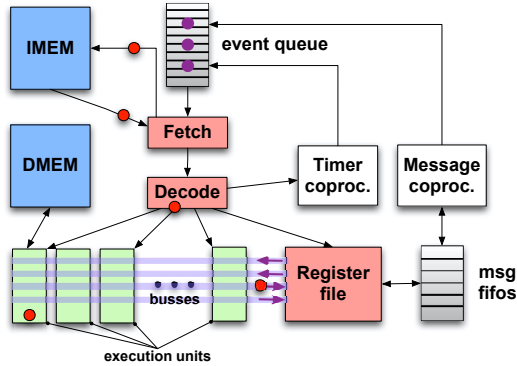 IMEM
event queue
Fetch
DMEM
Timer
coproc.
Message
coproc.
Decode
busses
Register
file
msg
fifos
execution units